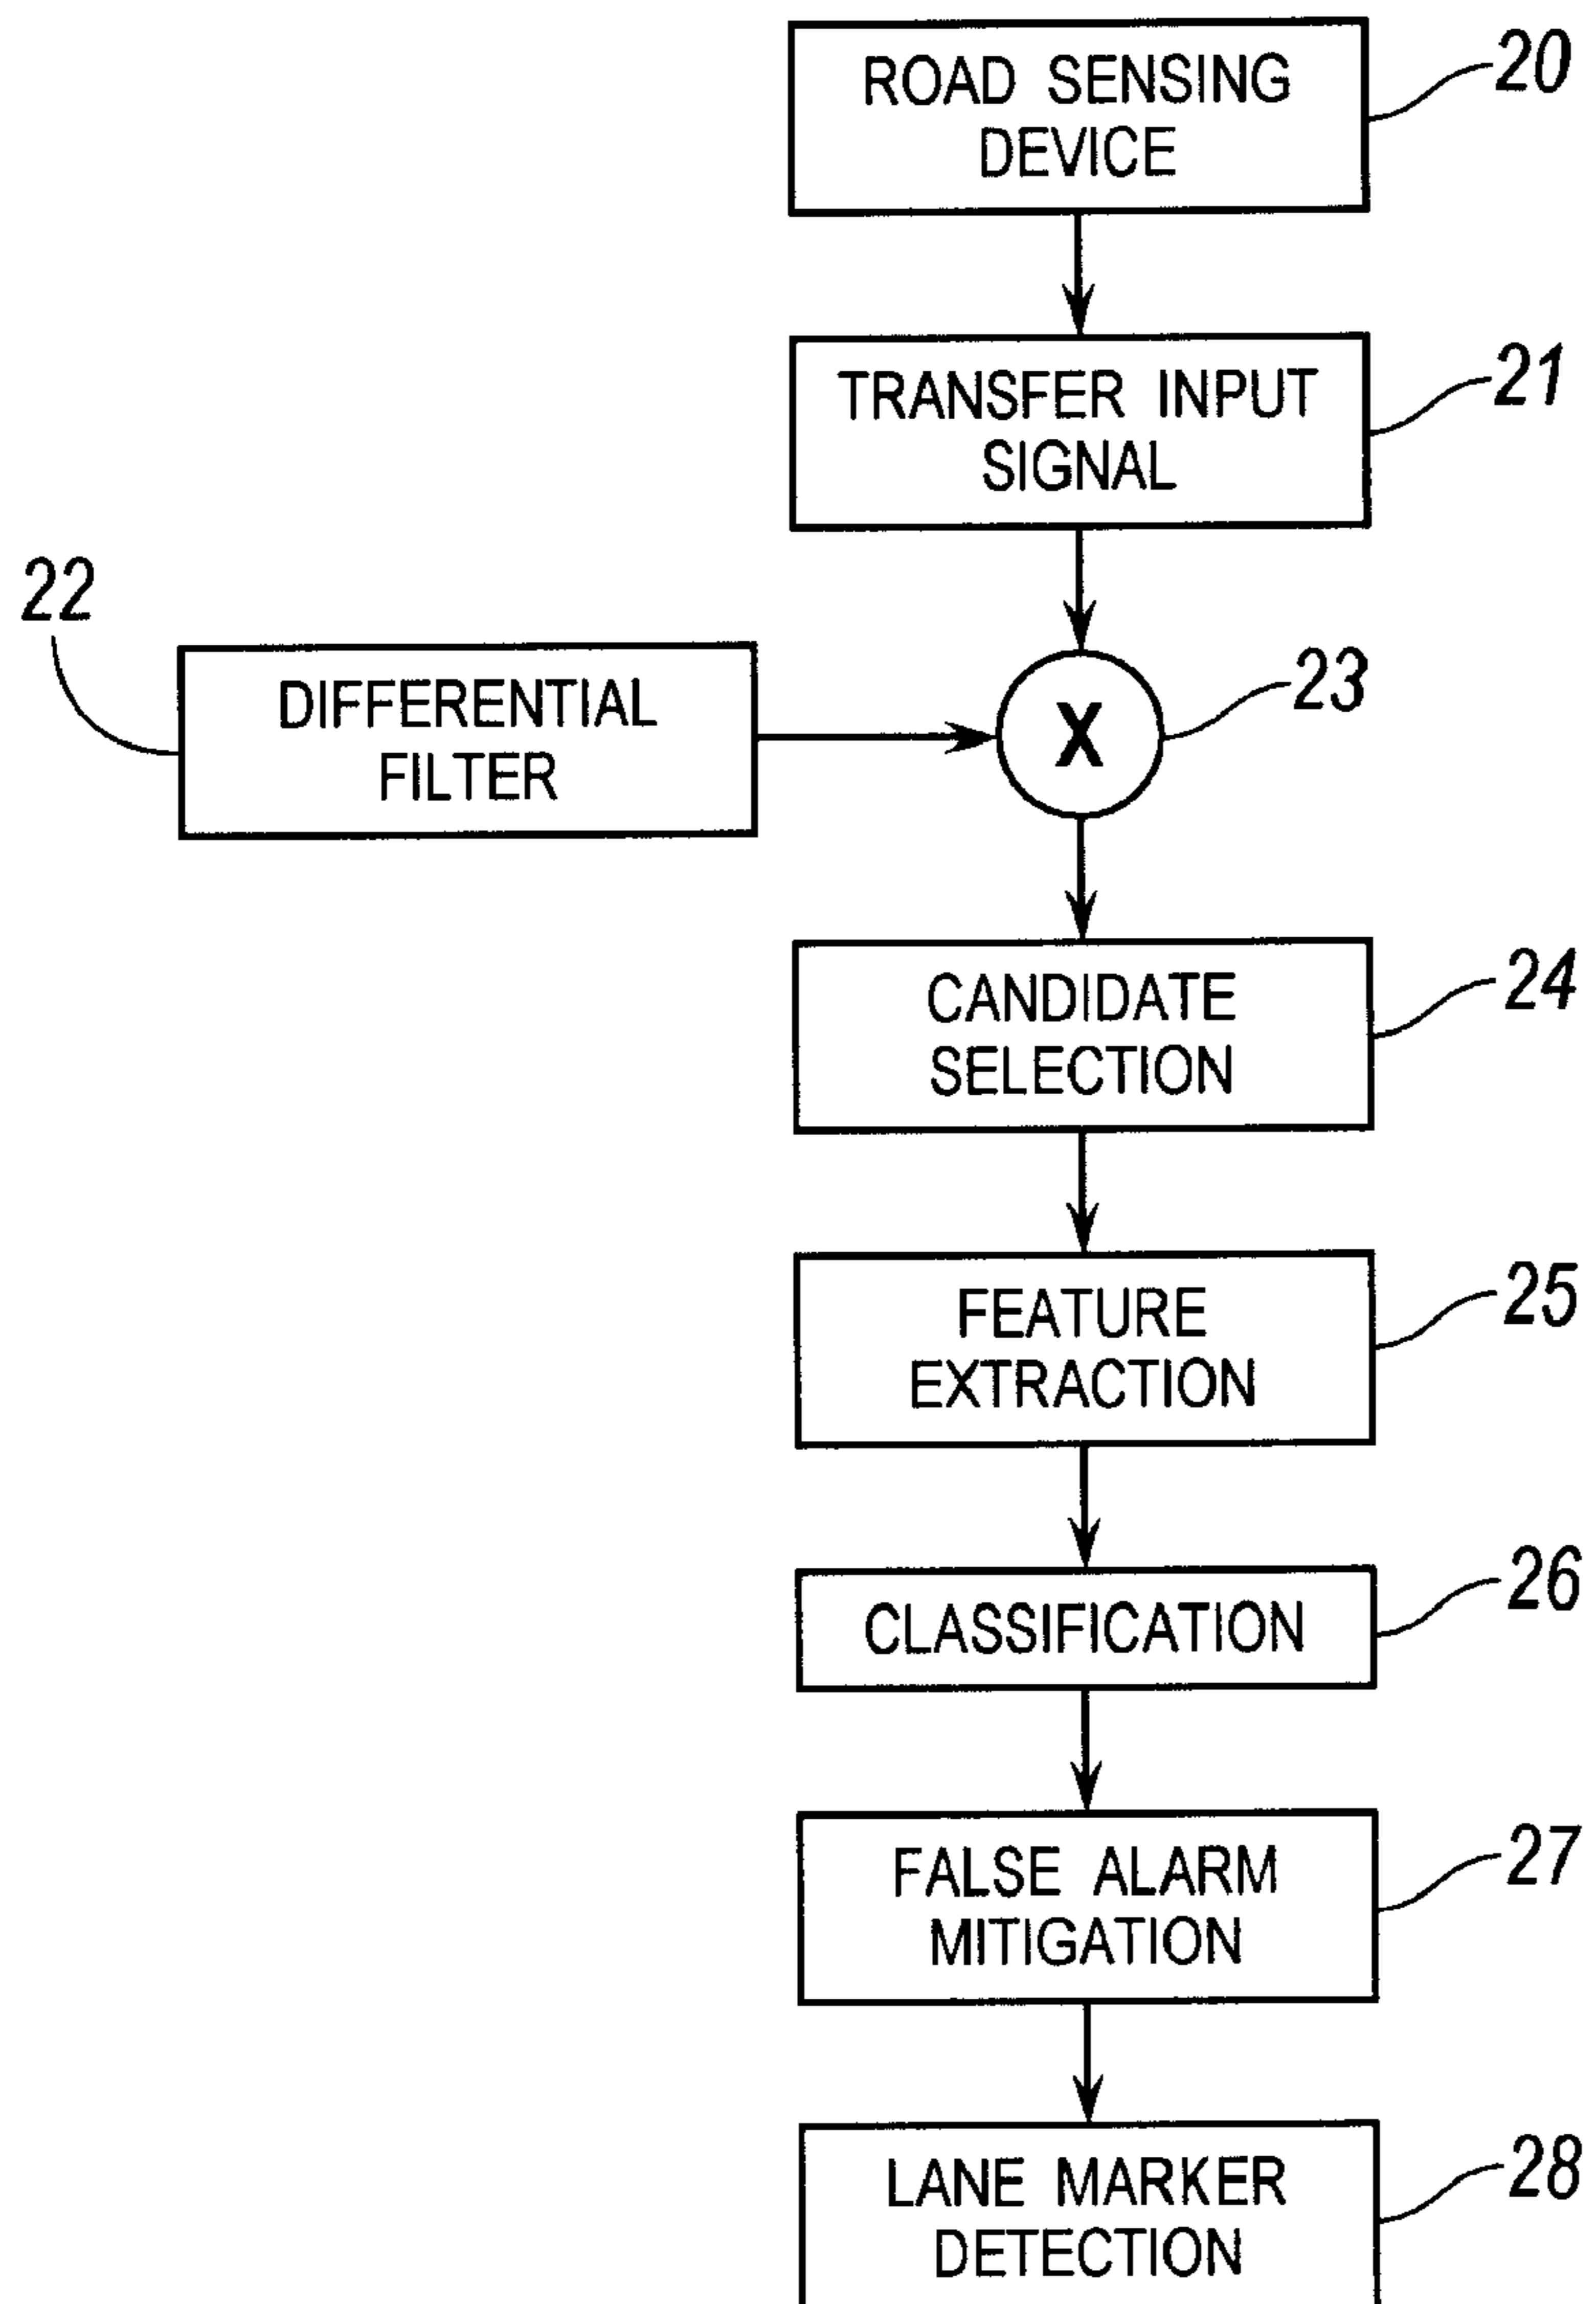 ROAD SENSING
DEVICE
20
TRANSFER INPUT
SIGNAL
21
22
DIFFERENTIAL
FILTER
X
23
CANDIDATE
SELECTION
24
FEATURE
EXTRACTION
25
CLASSIFICATION
26
FALSE ALARM
MITIGATION
27
LANE MARKER
DETECTION
28